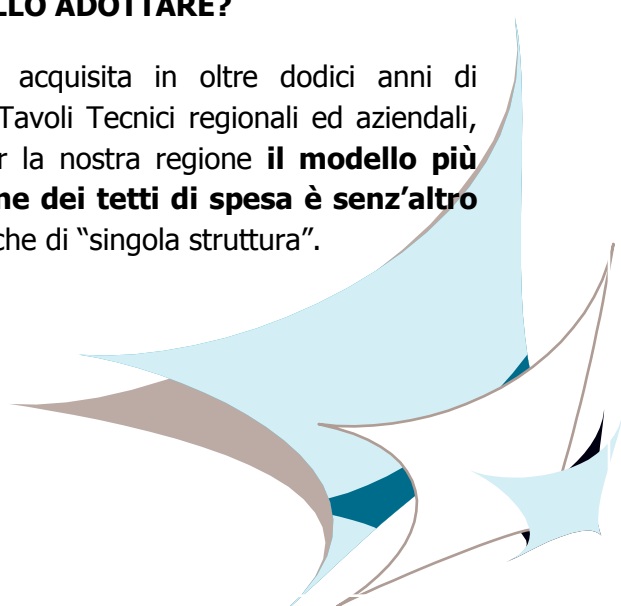 LLO ADOTTARE?
acquisita in oltre dodici anni di
Tavoli Tecnici regionali ed aziendali,
r la nostra regione il modello più
ne dei tetti di spesa è senz’altro
che di “singola struttura”.